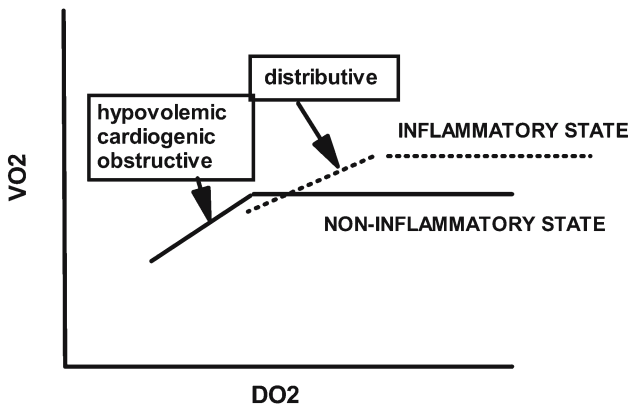 distributive
hypovolemic
cardiogenic
obstructive
INFLAMMATORY STATE
NON-INFLAMMATORY STATE
VO2
DO2